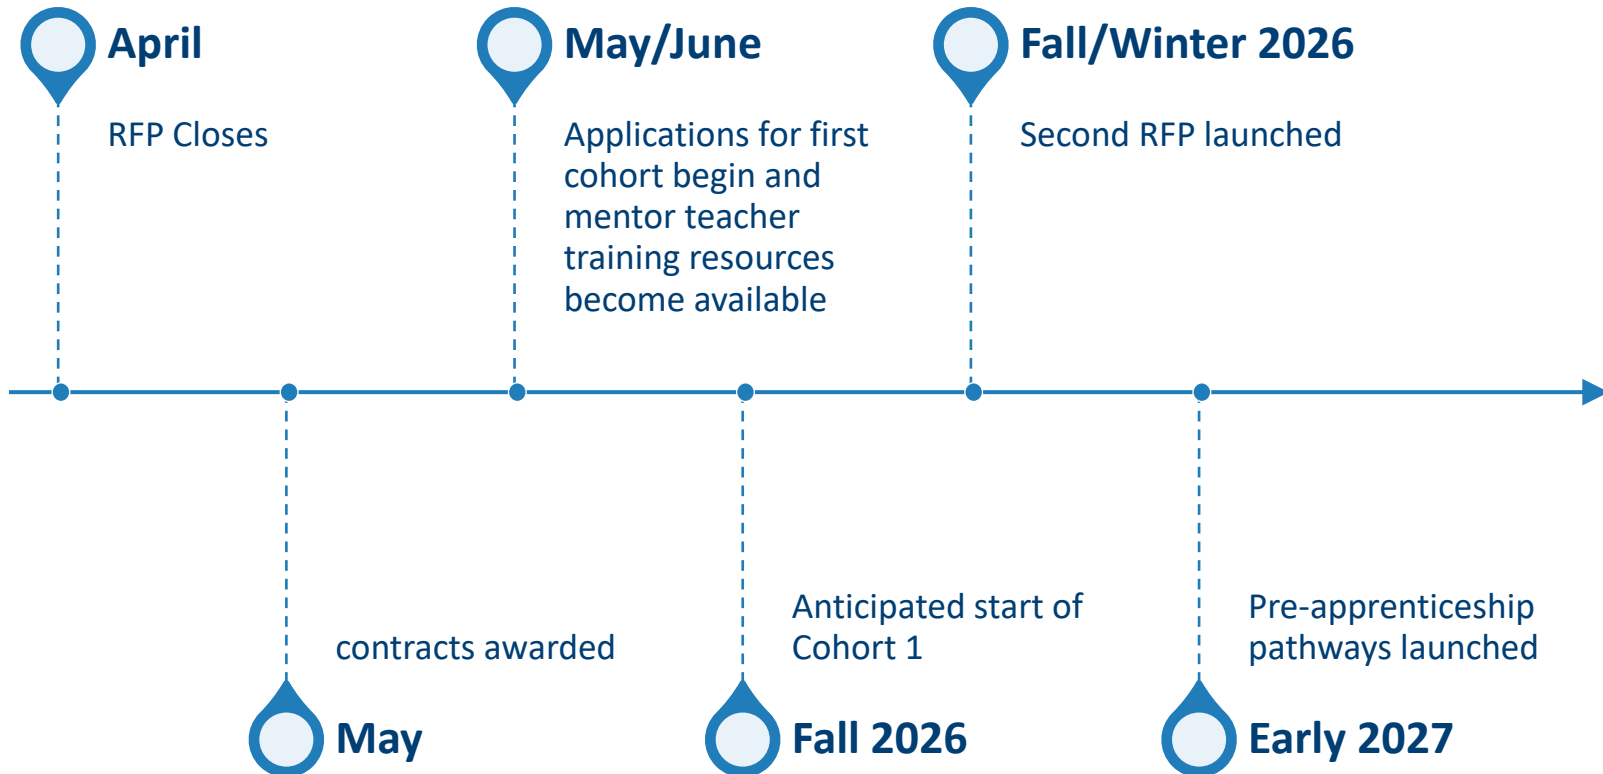 April
RFP Closes
May/June
Applications for first
cohort begin and
mentor teacher
training resources
become available
Fall/Winter 2026
Second RFP launched
contracts awarded
May
Anticipated start of
Cohort 1
Fall 2026
Pre-apprenticeship
pathways launched
Early 2027